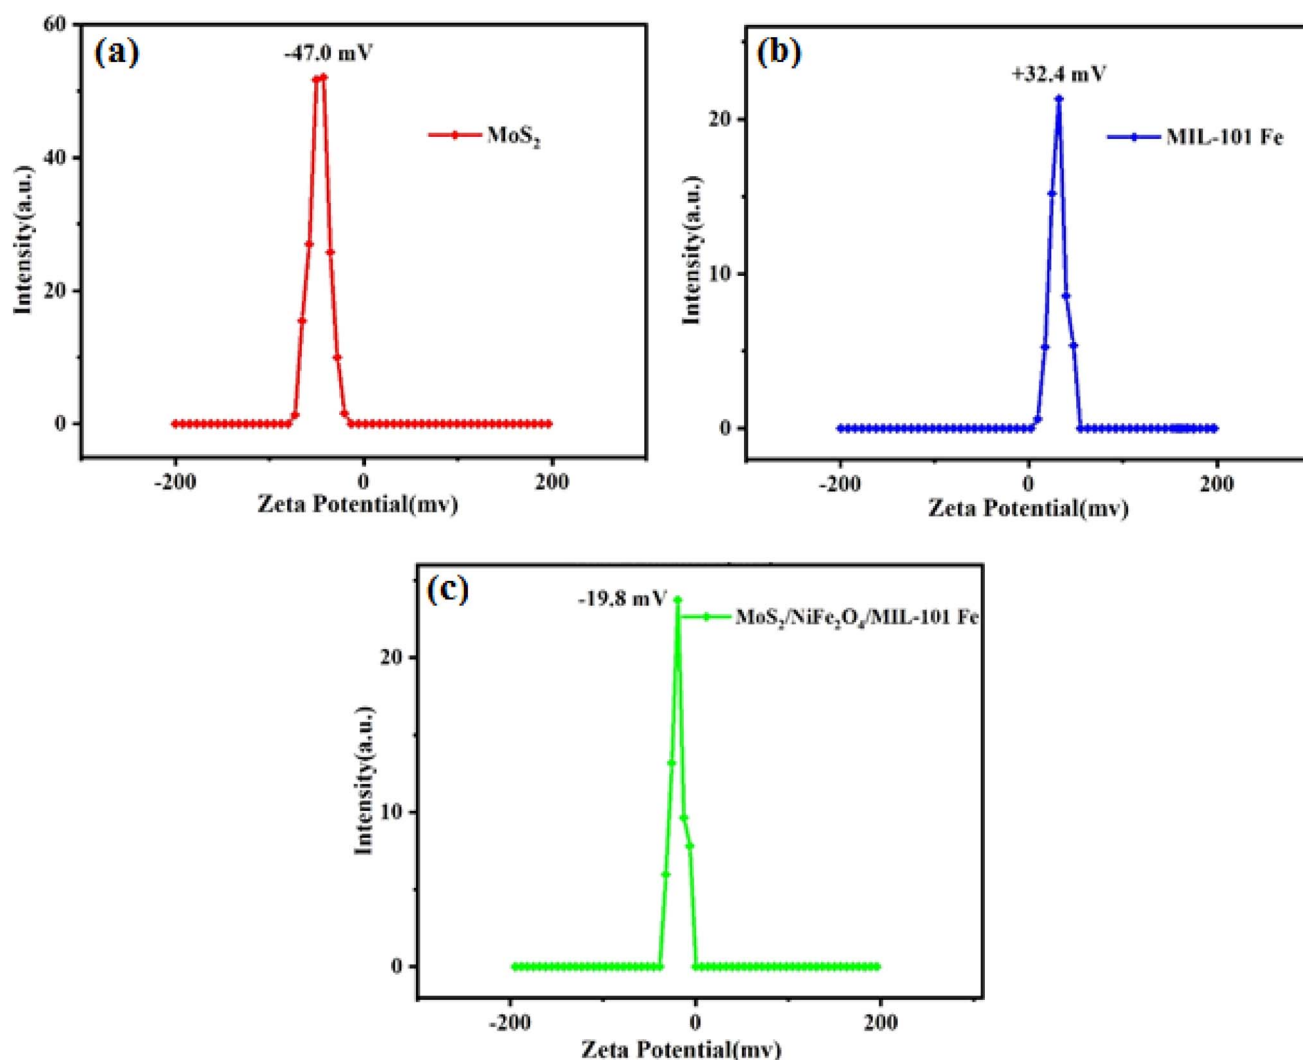 (a)
-47.0 mV
MoS₂
Intensity(a.u.)
60
40
20
0
-200 0 200
Zeta Potential(mv)
(b)
+32.4 mV
MIL-101 Fe
Intensity(a.u.)
20
10
0
-200 0 200
Zeta Potential(mv)
(c)
-19.8 mV
MoS₂/NiFe₂O₄/MIL-101 Fe
Intensity(a.u.)
20
10
0
-200 0 200
Zeta Potential(mv)